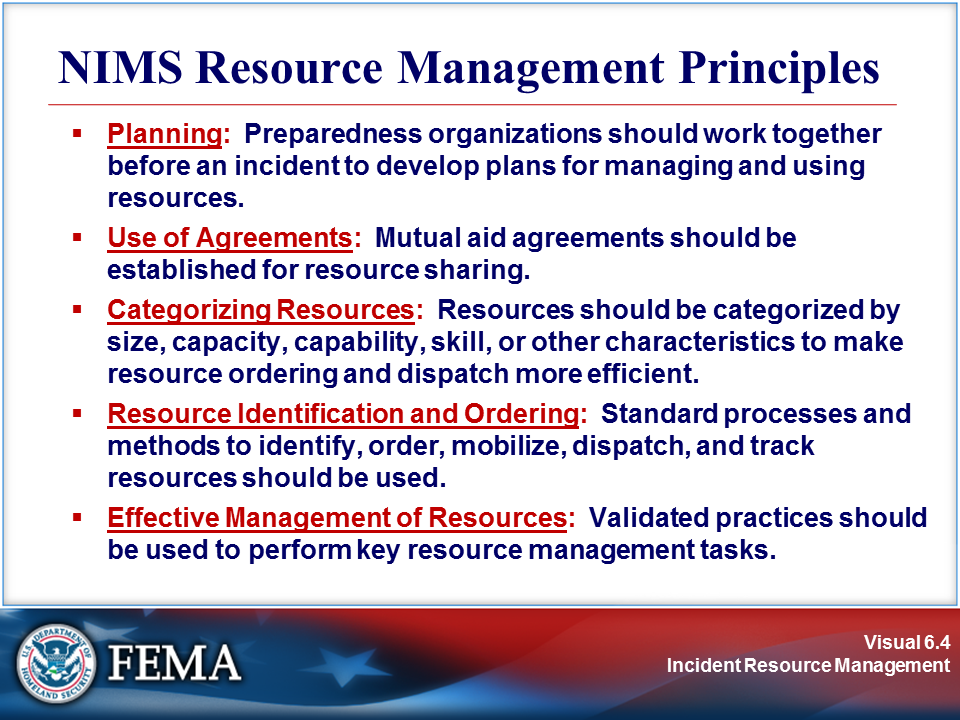 NIMS Resource Management Principles
▪ Planning:  Preparedness organizations should work together
before an incident to develop plans for managing and using
resources.
▪ Use of Agreements:  Mutual aid agreements should be
established for resource sharing.
▪ Categorizing Resources:  Resources should be categorized by
size, capacity, capability, skill, or other characteristics to make
resource ordering and dispatch more efficient.
▪ Resource Identification and Ordering:  Standard processes and
methods to identify, order, mobilize, dispatch, and track
resources should be used.
▪ Effective Management of Resources:  Validated practices should
be used to perform key resource management tasks.
U.S. DEPARTMENT OF
HOMELAND SECURITY
FEMA
Visual 6.4
Incident Resource Management